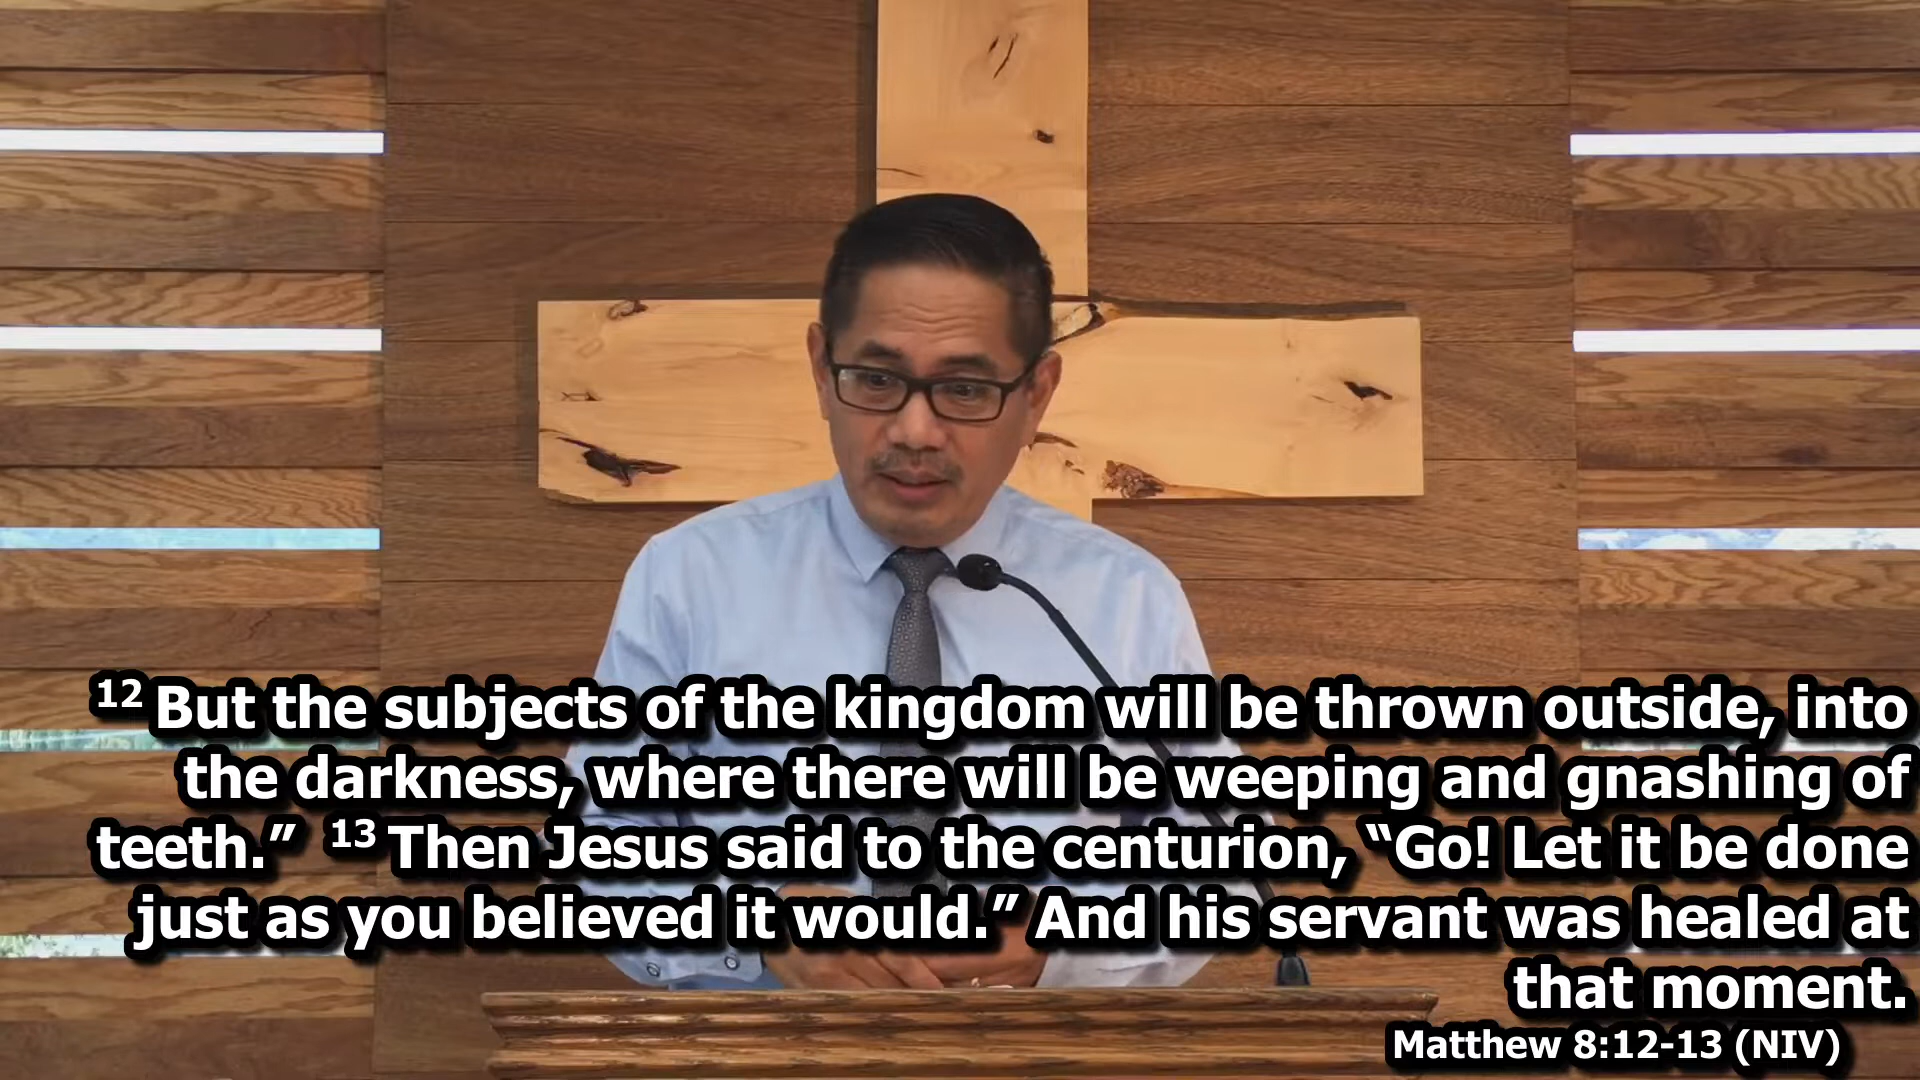 12 But the subjects of the kingdom will be thrown outside, into
the darkness, where there will be weeping and gnashing of
teeth.” 13 Then Jesus said to the centurion, “Go! Let it be done
just as you believed it would.” And his servant was healed at
that moment.
Matthew 8:12-13 (NIV)